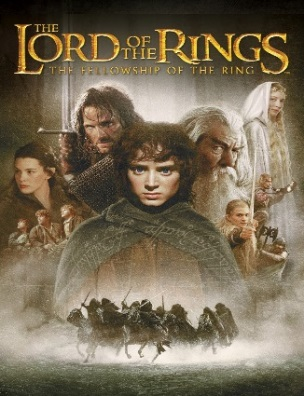 THE
LORD OF THE RINGS
THE FELLOWSHIP OF THE RING